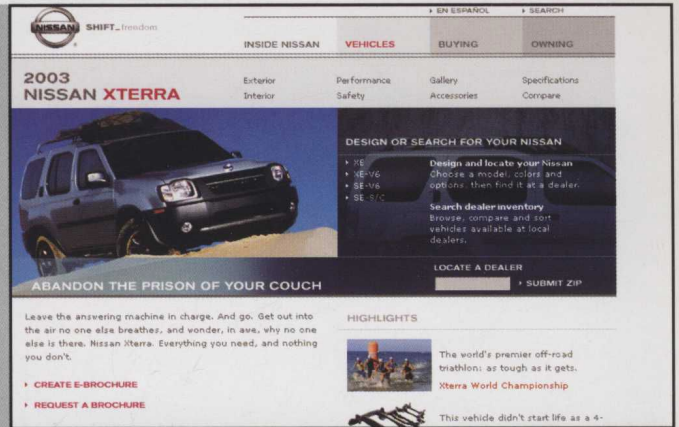 EN ESPAÑOL
SEARCH
NISSAN
SHIFT_freedom
INSIDE NISSAN
VEHICLES
BUYING
OWNING
2003
NISSAN XTERRA
Exterior
Performance
Gallery
Specifications
Interior
Safety
Accessories
Compare
DESIGN OR SEARCH FOR YOUR NISSAN
XE
XE-V6
SE-V6
SE-S/C
Design and locate your Nissan
Choose a model, colors and
options, then find it at a dealer.
Search dealer inventory
Browse, compare and sort
vehicles available at local
dealers.
LOCATE A DEALER
SUBMIT ZIP
ABANDON THE PRISON OF YOUR COUCH
Leave the answering machine in charge. And go. Get out into
the air no one else breathes, and wonder, in awe, why no one
else is there. Nissan Xterra. Everything you need, and nothing
you don't.
CREATE E-BROCHURE
REQUEST A BROCHURE
HIGHLIGHTS
The world's premier off-road
triathlon: as tough as it gets.
Xterra World Championship
This vehicle didn't start life as a 4-